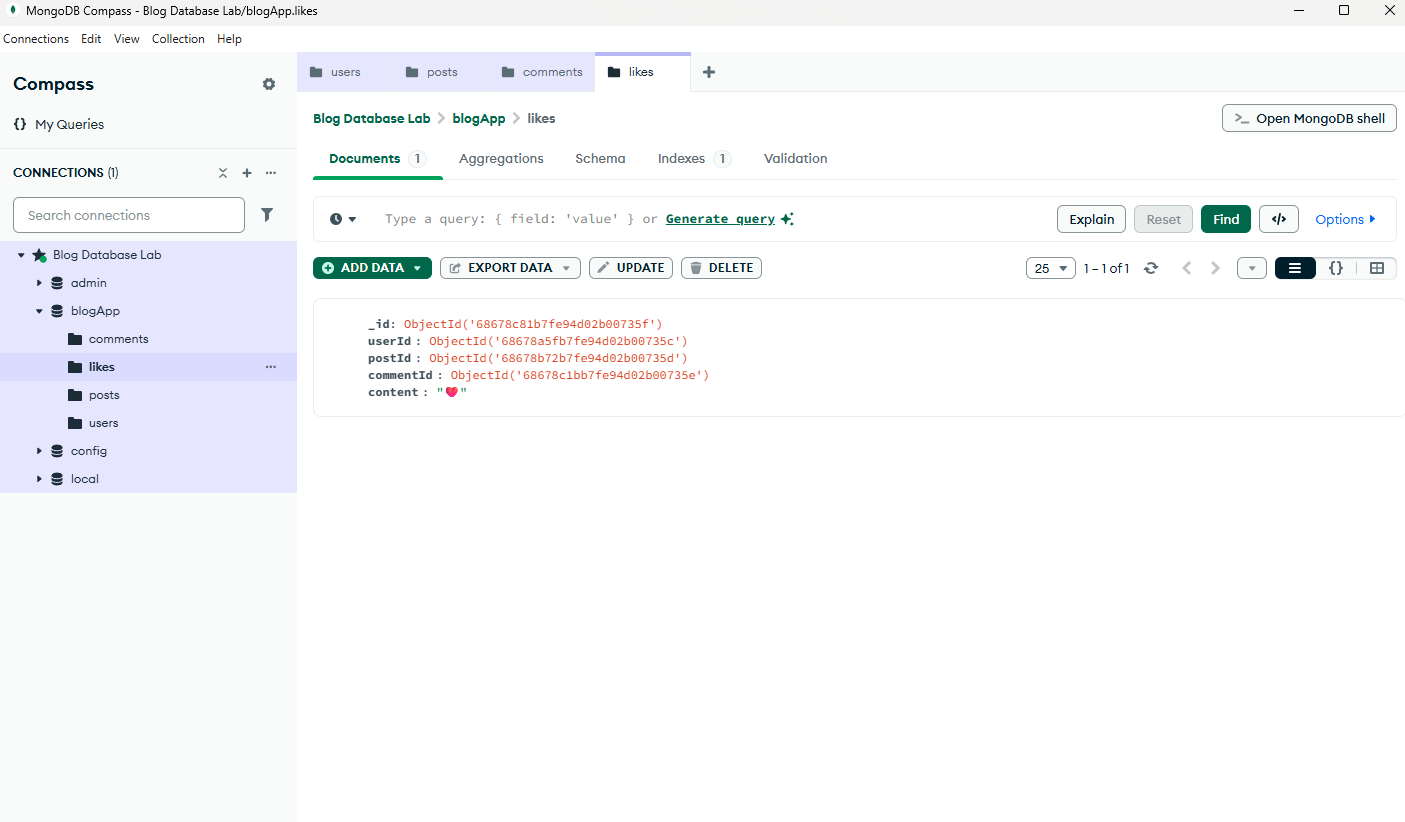 MongoDB Compass - Blog Database Lab/blogApp.likes
Connections Edit View Collection Help
Compass
{} My Queries
CONNECTIONS (1)
Search connections
Blog Database Lab
admin
blogApp
comments
likes
posts
users
config
local
users posts comments likes
Blog Database Lab > blogApp > likes
>_ Open MongoDB shell
Documents 1 Aggregations Schema Indexes 1 Validation
Type a query: { field: 'value' } or Generate query
Explain Reset Find </> Options
ADD DATA EXPORT DATA UPDATE DELETE
25 1 – 1 of 1 {}
_id: ObjectId('68678c81b7fe94d02b00735f')
userId : ObjectId('68678a5fb7fe94d02b00735c')
postId : ObjectId('68678b72b7fe94d02b00735d')
commentId : ObjectId('68678c1bb7fe94d02b00735e')
content : "❤️"